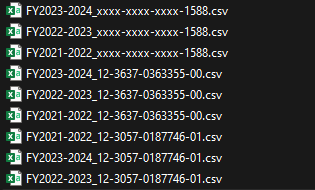 FY2023-2024_xxxx-xxxx-xxxx-1588.csv
FY2022-2023_xxxx-xxxx-xxxx-1588.csv
FY2021-2022_xxxx-xxxx-xxxx-1588.csv
FY2023-2024_12-3637-0363355-00.csv
FY2022-2023_12-3637-0363355-00.csv
FY2021-2022_12-3637-0363355-00.csv
FY2021-2022_12-3057-0187746-01.csv
FY2023-2024_12-3057-0187746-01.csv
FY2022-2023_12-3057-0187746-01.csv